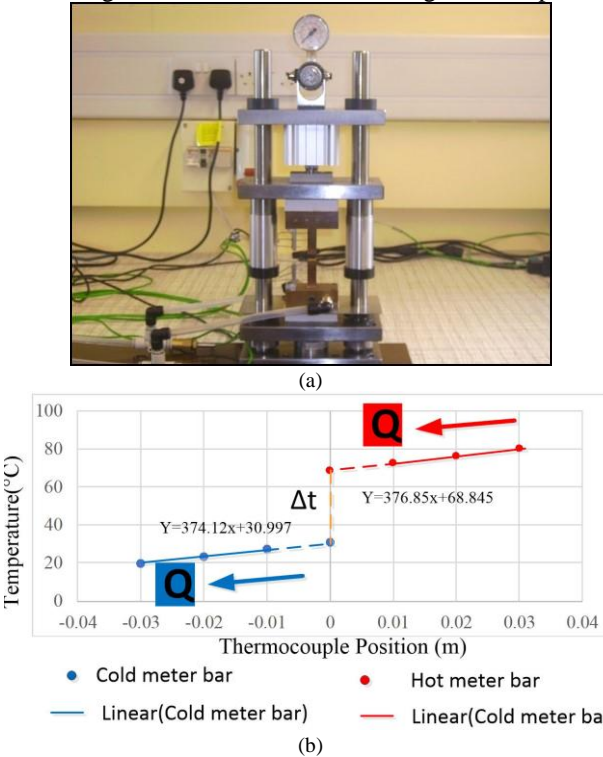 (a)
100
80
60
40
20
0
Temperature(°C)
Q
Δt
Y=376.85x+68.845
Y=374.12x+30.997
Q
-0.04 -0.03 -0.02 -0.01 0 0.01 0.02 0.03 0.04
Thermocouple Position (m)
Cold meter bar Hot meter bar
Linear(Cold meter bar) Linear(Cold meter ba
(b)